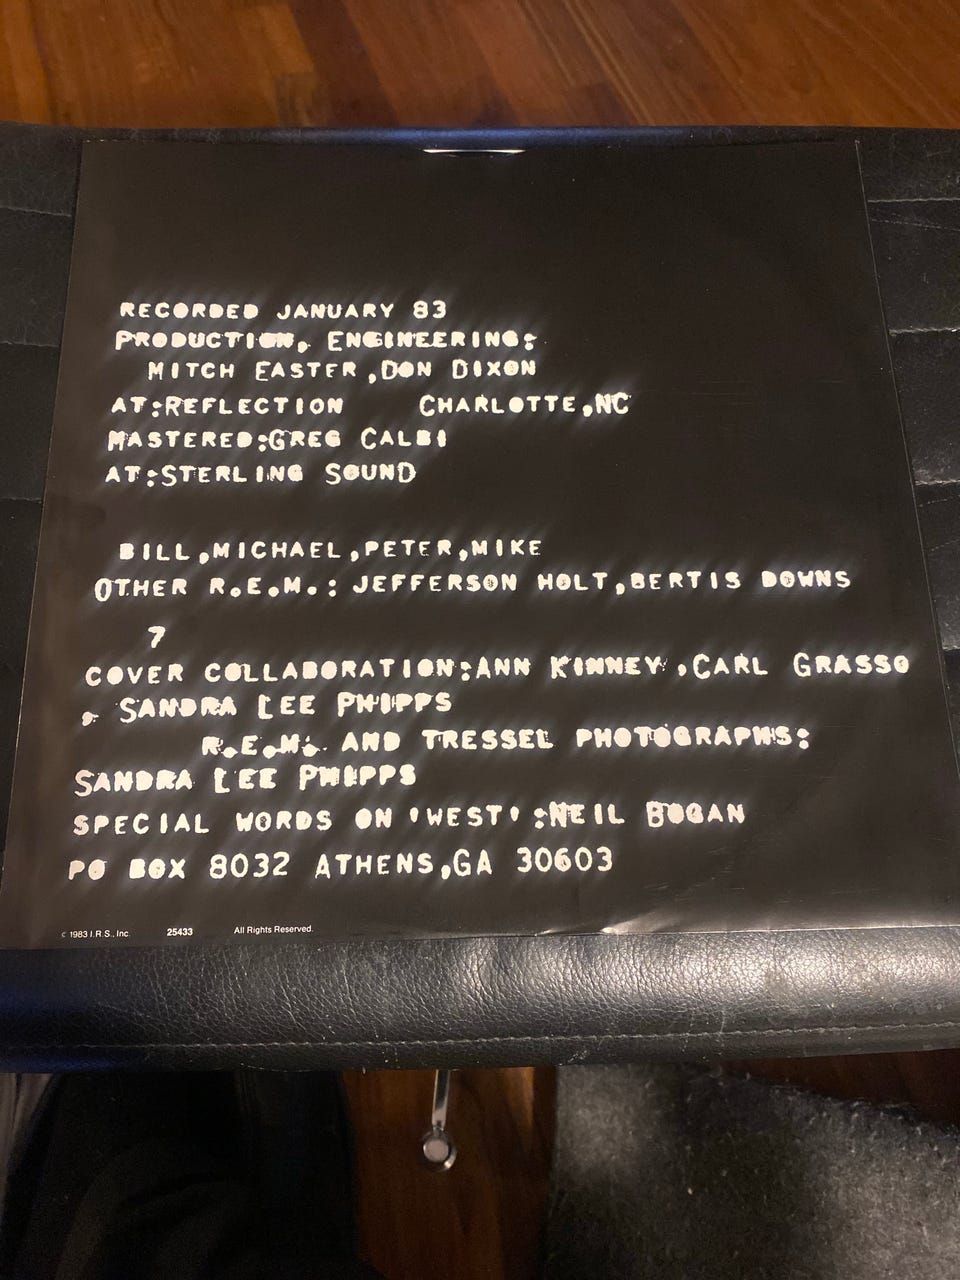 RECORDED JANUARY 83
PRODUCTION, ENGINEERING:
MITCH EASTER,DON DIXON
AT:REFLECTION CHARLOTTE,NC
MASTERED:GREG CALBI
AT:STERLING SOUND
BILL,MICHAEL,PETER,MIKE
OTHER R.E.M.: JEFFERSON HOLT,BERTIS DOWNS
7
COVER COLLABORATION:ANN KINNEY,CARL GRASSO
, SANDRA LEE PHIPPS
R.E.M. AND TRESSEL PHOTOGRAPHS:
SANDRA LEE PHIPPS
SPECIAL WORDS ON 'WEST':NEIL BOGAN
PO BOX 8032 ATHENS,GA 30603
c 1983 I.R.S., Inc. 25433 All Rights Reserved.